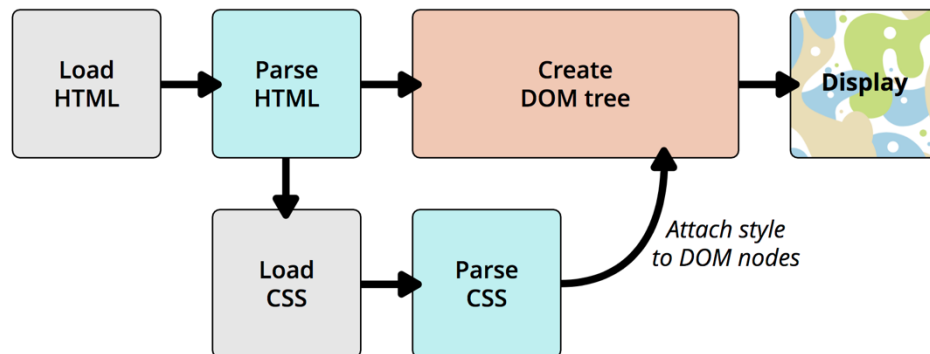 Load
HTML
Parse
HTML
Create
DOM tree
Display
Load
CSS
Parse
CSS
Attach style
to DOM nodes